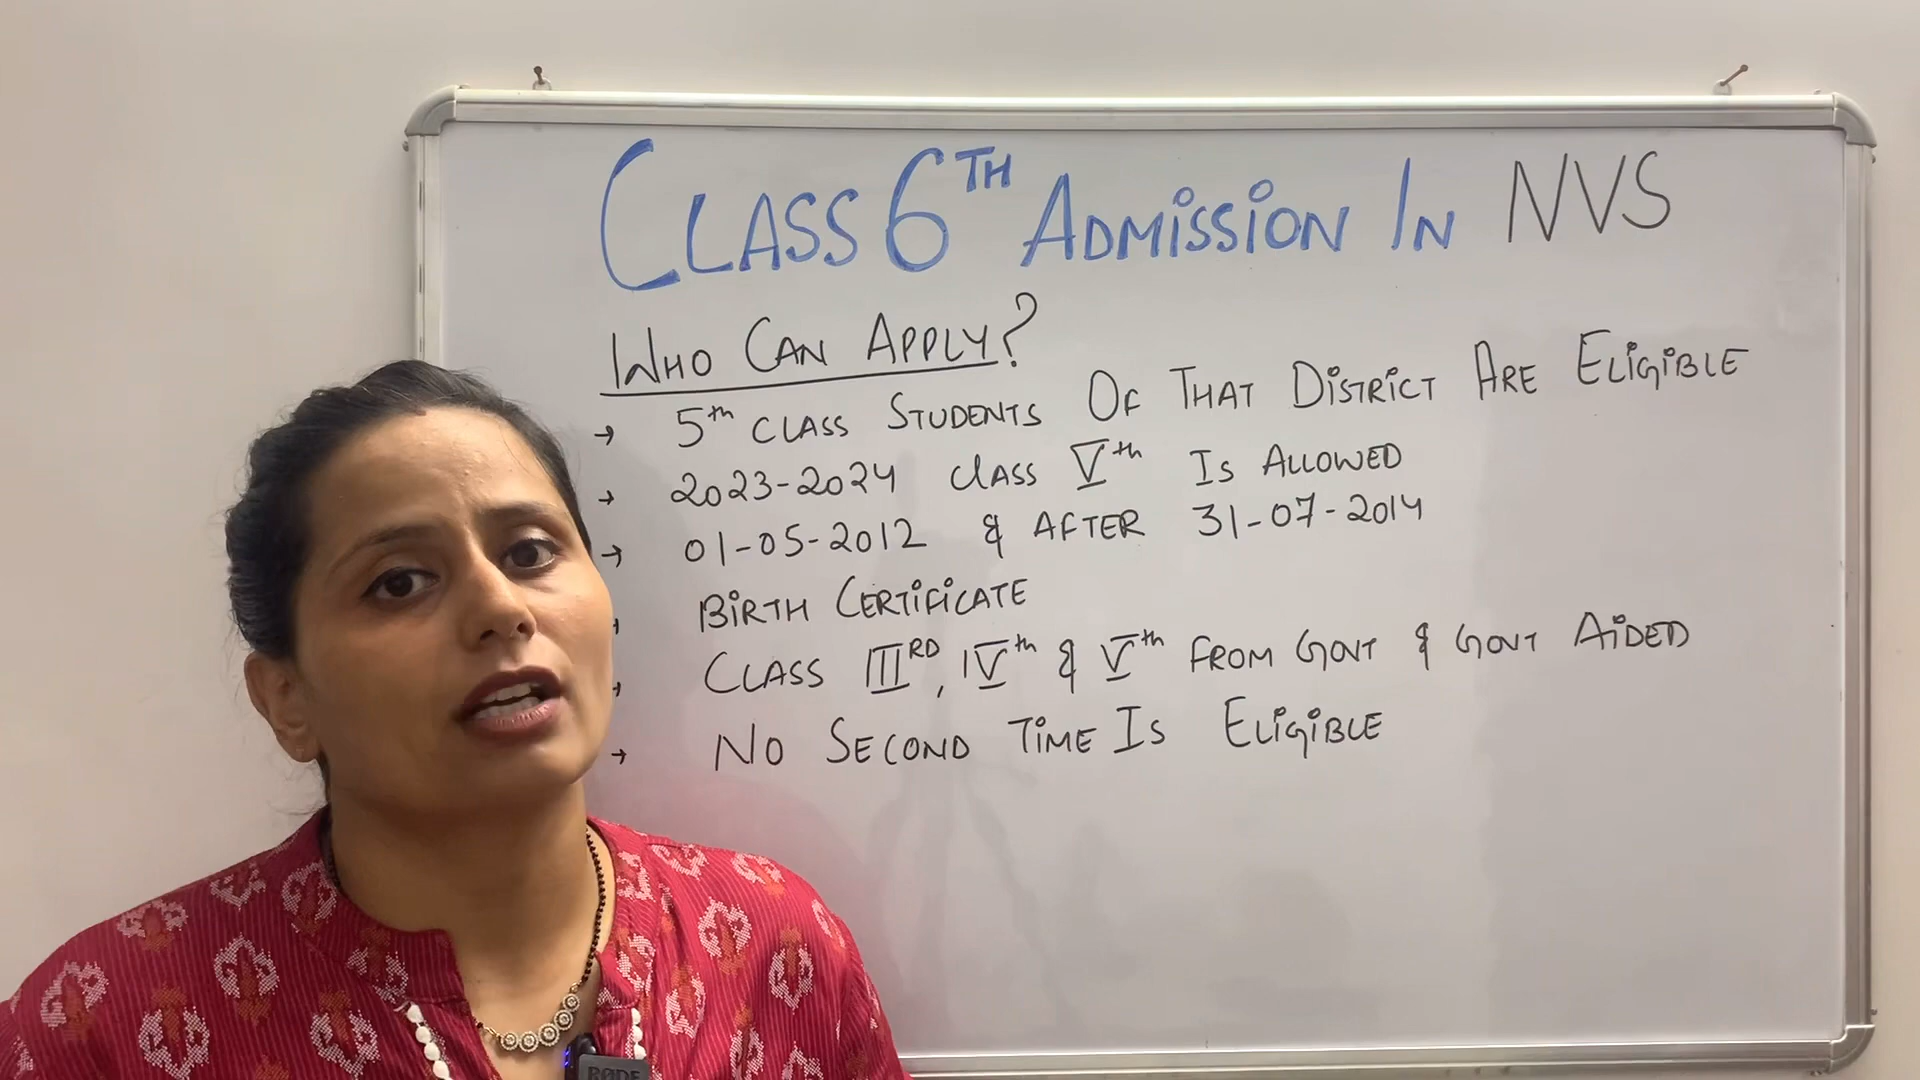 CLASS 6TH ADMISSION IN NVS
WHO CAN APPLY?
→ 5th CLASS STUDENTS OF THAT DISTRICT ARE ELIGIBLE
→ 2023-2024 CLASS Vth IS ALLOWED
→ 01-05-2012 & AFTER 31-07-2014
BIRTH CERTIFICATE
→ CLASS IIIRD, IVth & Vth FROM GOVT & GOVT AIDED
→ NO SECOND TIME IS ELIGIBLE
RØDE